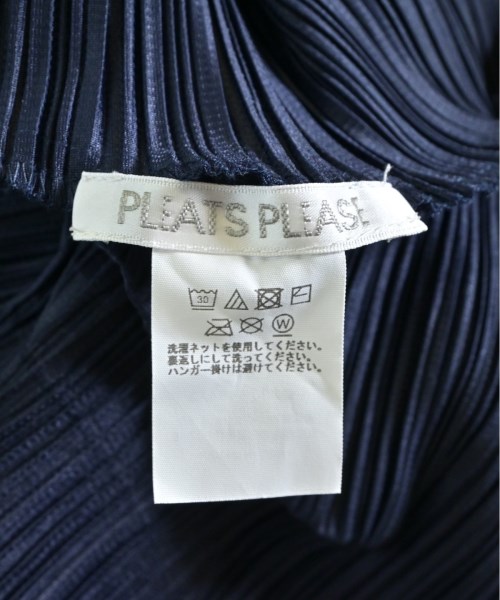 PLEATS PLEASE
30
W
洗濯ネットを使用してください。
裏返しにして洗ってください。
ハンガー掛けは避けてください。